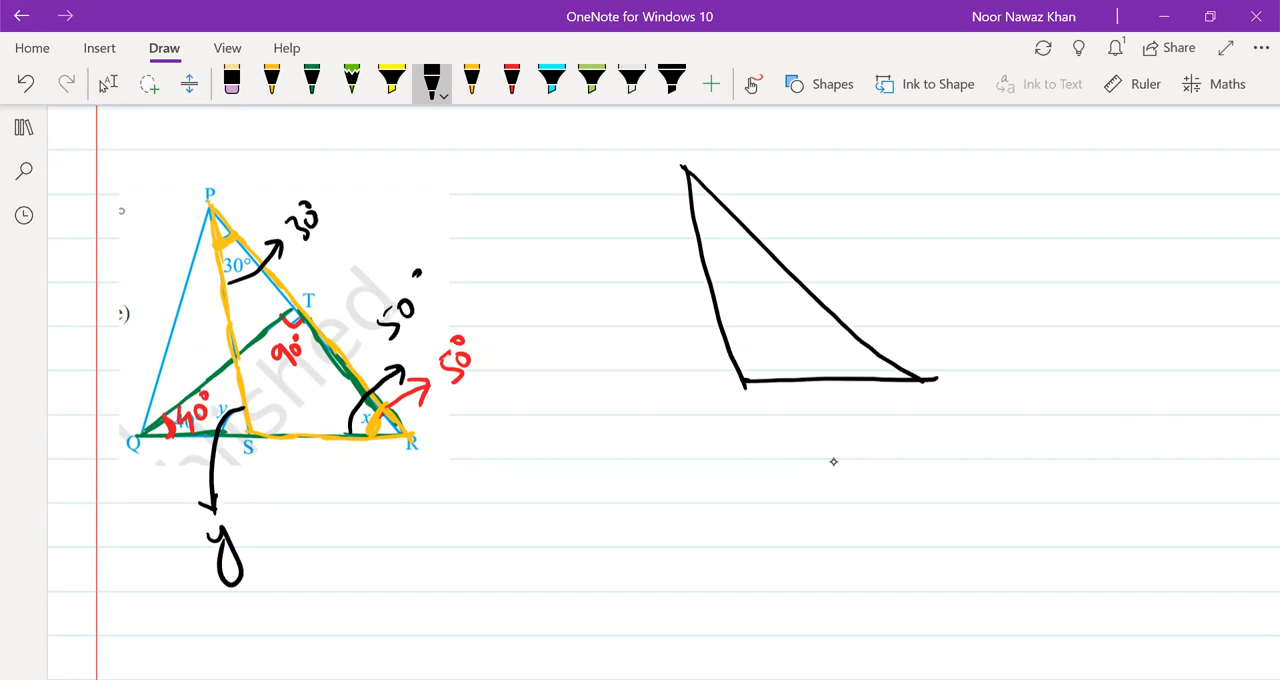 OneNote for Windows 10
Noor Nawaz Khan
Home Insert Draw View Help
1
Share
Shapes
Ink to Shape
Ink to Text
Ruler
Maths
P
30°
30°
e)
T
50°
90°
50°
40°
y
x
Q
S
R
y